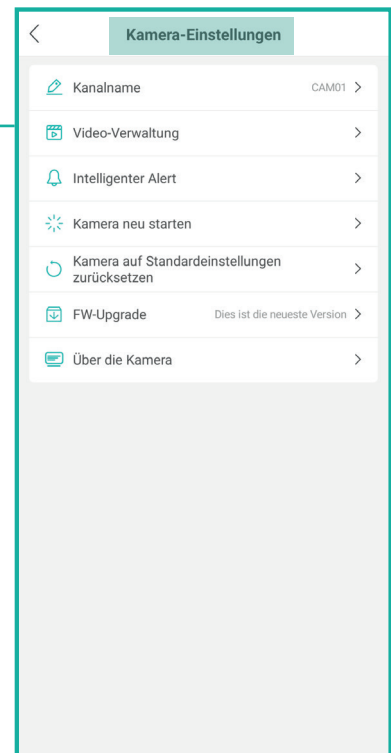 Kamera-Einstellungen
Kanalname
CAM01
Video-Verwaltung
Intelligenter Alert
Kamera neu starten
Kamera auf Standardeinstellungen
zurücksetzen
FW-Upgrade
Dies ist die neueste Version
Über die Kamera